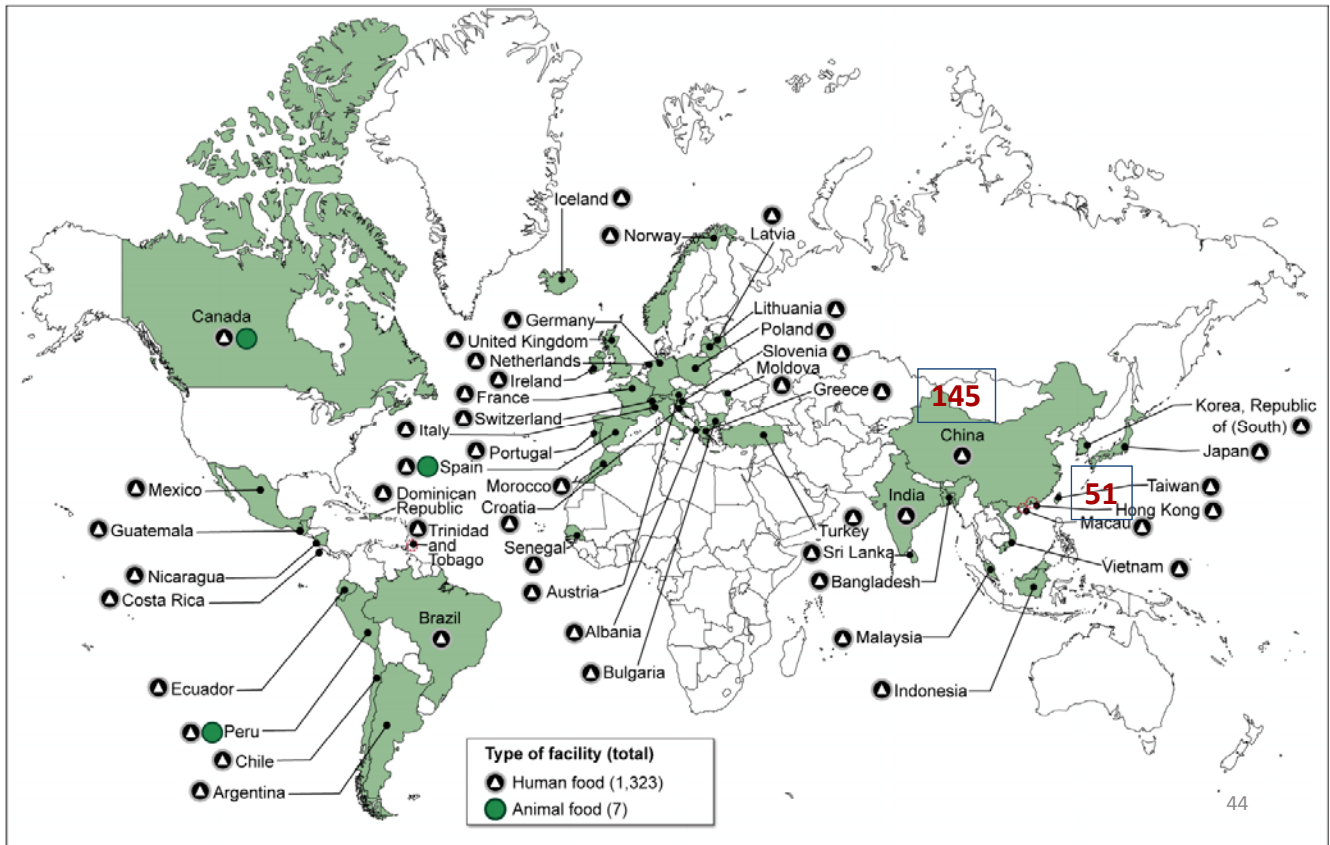 Iceland
Norway
Latvia
Canada
Germany
United Kingdom
Netherlands
Ireland
France
Switzerland
Italy
Portugal
Spain
Morocco
Croatia
Senegal
Austria
Albania
Bulgaria
Lithuania
Poland
Slovenia
Moldova
Greece
Turkey
145
China
Korea, Republic
of (South)
Japan
51
Taiwan
Hong Kong
Macau
India
Sri Lanka
Bangladesh
Vietnam
Malaysia
Indonesia
Mexico
Guatemala
Nicaragua
Costa Rica
Dominican
Republic
Trinidad
and
Tobago
Brazil
Ecuador
Peru
Chile
Argentina
Type of facility (total)
Human food (1,323)
Animal food (7)
44